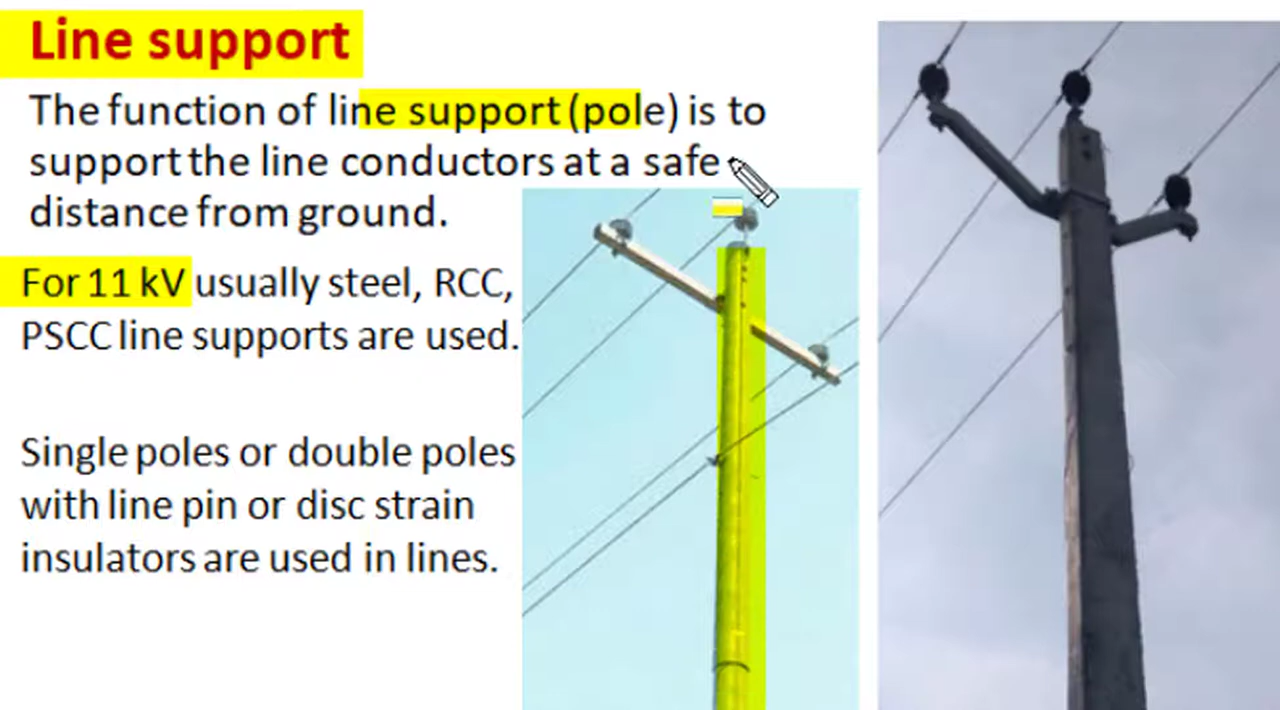 Line support
The function of line support (pole) is to
support the line conductors at a safe
distance from ground.
For 11 kV usually steel, RCC,
PSCC line supports are used.
Single poles or double poles
with line pin or disc strain
insulators are used in lines.